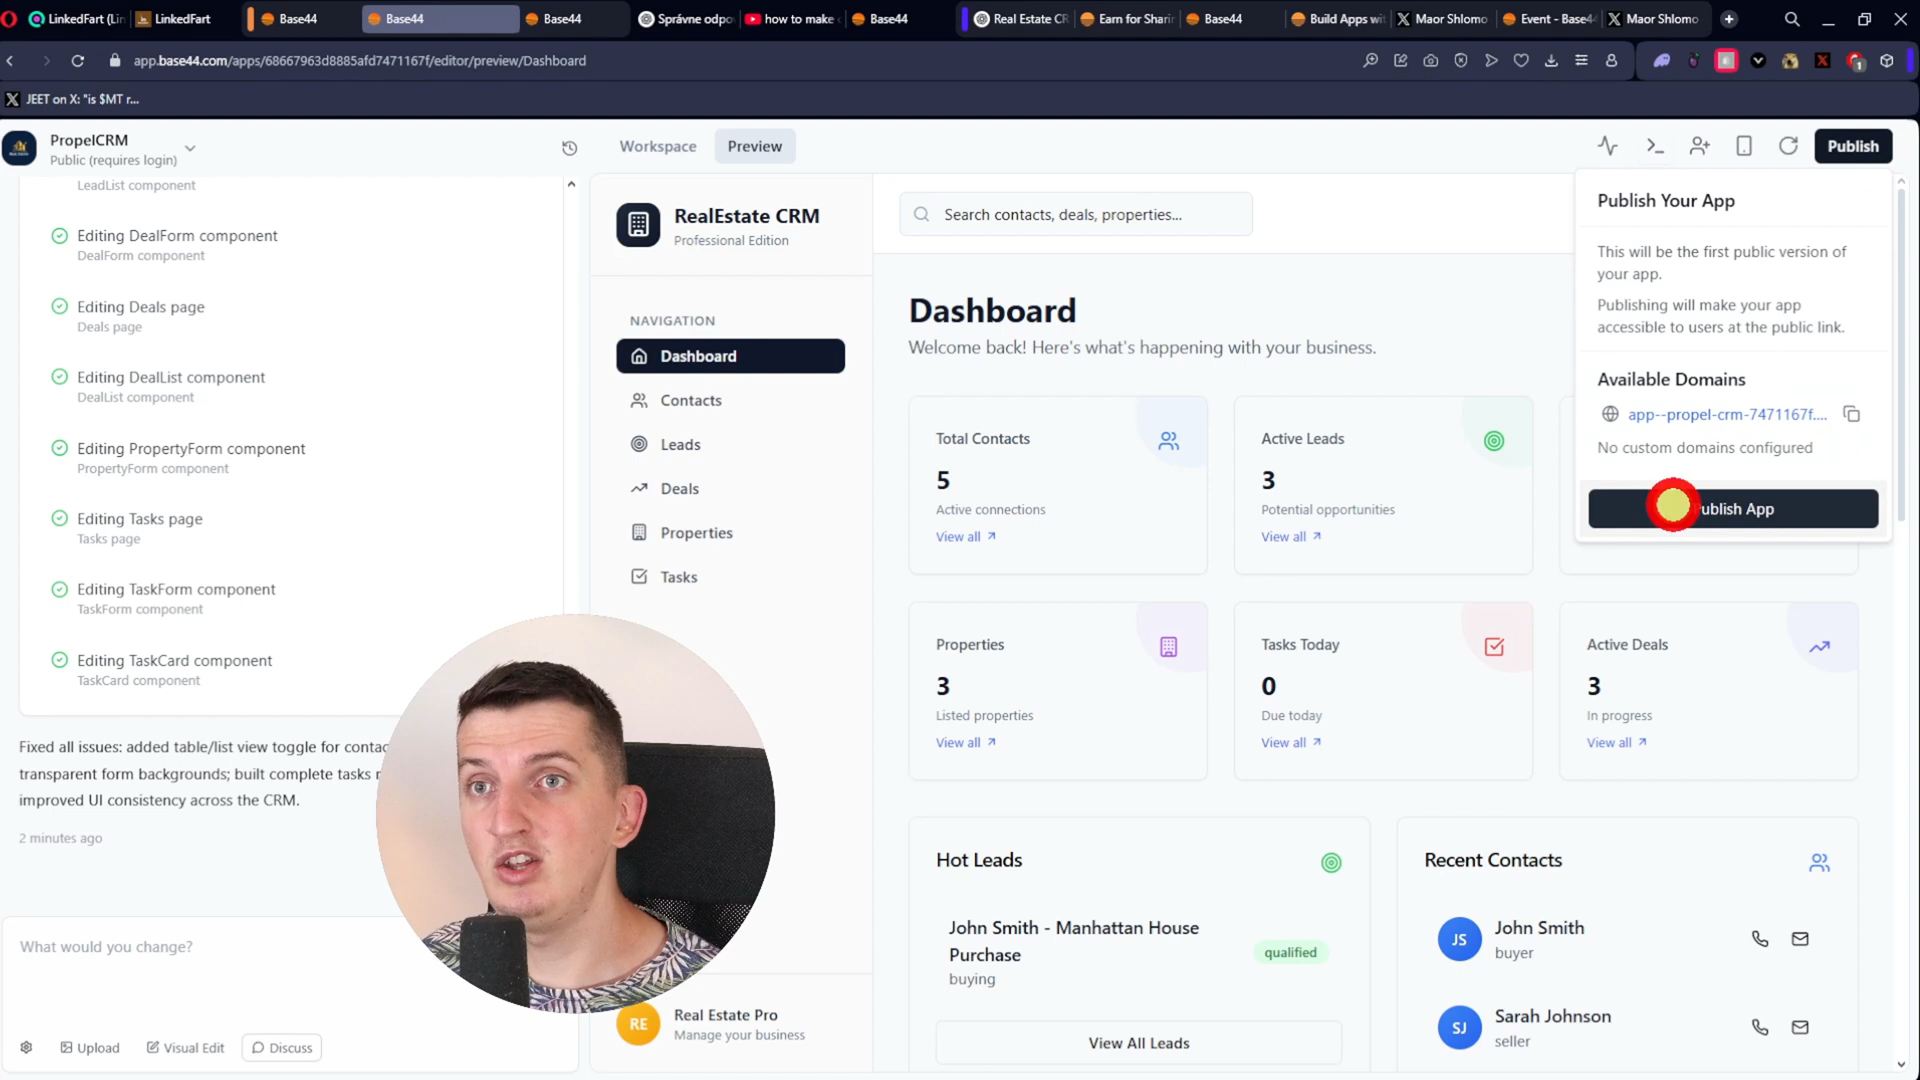 LinkedFart (Lin
LinkedFart
Base44
Base44
Base44
Správne odpo
how to make
Base44
Real Estate CR
Earn for Sharin
Base44
Build Apps wit
Maor Shlomo
Event - Base44
Maor Shlomo
app.base44.com/apps/68667963d8885afd7471167f/editor/preview/Dashboard
JEET on X: "is $MT r...
PropelCRM
Public (requires login)
Workspace
Preview
Publish
LeadList component
Editing DealForm component
DealForm component
Editing Deals page
Deals page
Editing DealList component
DealList component
Editing PropertyForm component
PropertyForm component
Editing Tasks page
Tasks page
Editing TaskForm component
TaskForm component
Editing TaskCard component
TaskCard component
Fixed all issues: added table/list view toggle for contac
transparent form backgrounds; built complete tasks
improved UI consistency across the CRM.
2 minutes ago
What would you change?
Upload
Visual Edit
Discuss
RealEstate CRM
Professional Edition
NAVIGATION
Dashboard
Contacts
Leads
Deals
Properties
Tasks
RE
Real Estate Pro
Manage your business
Search contacts, deals, properties...
Dashboard
Welcome back! Here's what's happening with your business.
Total Contacts
5
Active connections
View all
Active Leads
3
Potential opportunities
View all
Properties
3
Listed properties
View all
Tasks Today
0
Due today
View all
Active Deals
3
In progress
View all
Hot Leads
John Smith - Manhattan House
Purchase
buying
qualified
View All Leads
Recent Contacts
JS
John Smith
buyer
SJ
Sarah Johnson
seller
Publish Your App
This will be the first public version of
your app.
Publishing will make your app
accessible to users at the public link.
Available Domains
app--propel-crm-7471167f....
No custom domains configured
ublish App